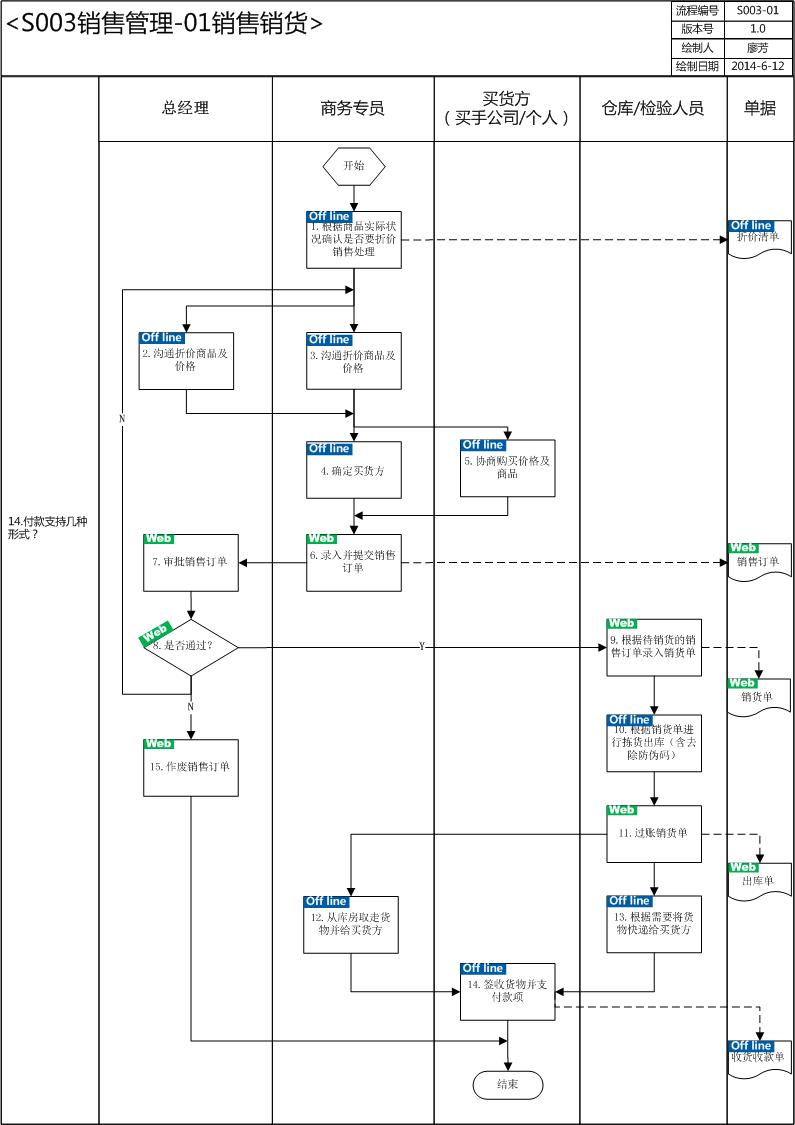 <S003销售管理-01销售销货>
流程编号 S003-01
版本号 1.0
绘制人 廖芳
绘制日期 2014-6-12
总经理
商务专员
买货方
（买手公司/个人）
仓库/检验人员
单据
开始
Off line
1.根据商品实际状
况确认是否要折价
销售处理
Off line
折价清单
Off line
2.沟通折价商品及
价格
Off line
3.沟通折价商品及
价格
N
Off line
4.确定买货方
Off line
5.协商购买价格及
商品
14.付款支持几种
形式？
Web
7.审批销售订单
Web
6.录入并提交销售
订单
Web
销售订单
Web
8.是否通过?
Y
Web
9.根据待销货的销
售订单录入销货单
Web
销货单
N
Off line
10.根据销货单进
行拣货出库（含去
除防伪码）
Web
15.作废销售订单
Web
11.过账销货单
Web
出库单
Off line
12.从库房取走货
物并给买货方
Off line
13.根据需要将货
物快递给买货方
Off line
14.签收货物并支
付款项
Off line
收货收款单
结束